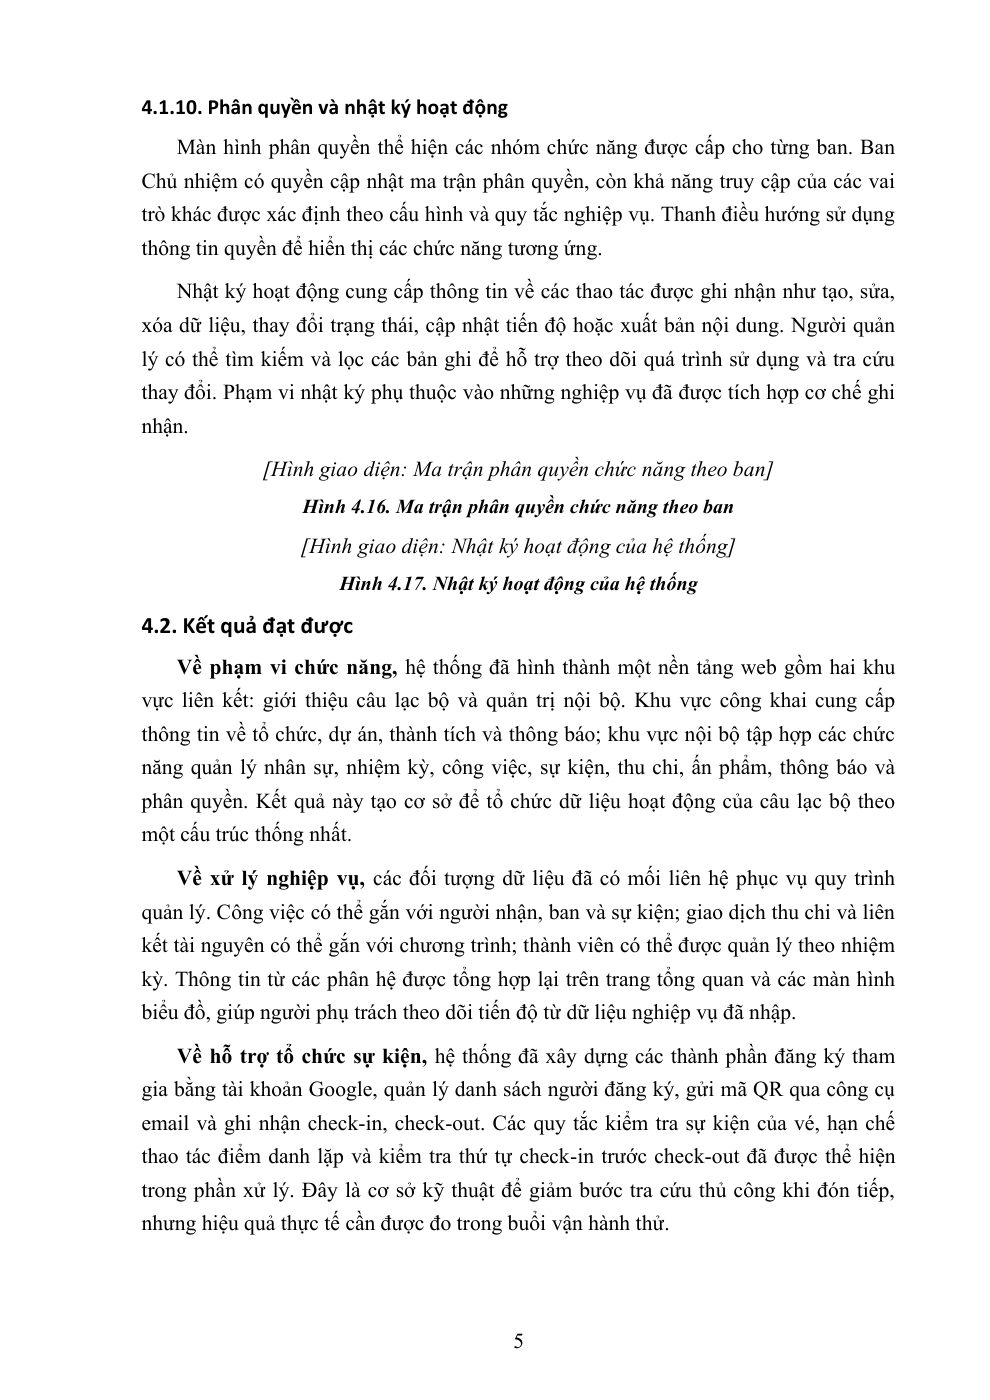 4.1.10. Phân quyền và nhật ký hoạt động
Màn hình phân quyền thể hiện các nhóm chức năng được cấp cho từng ban. Ban
Chủ nhiệm có quyền cập nhật ma trận phân quyền, còn khả năng truy cập của các vai
trò khác được xác định theo cấu hình và quy tắc nghiệp vụ. Thanh điều hướng sử dụng
thông tin quyền để hiển thị các chức năng tương ứng.
Nhật ký hoạt động cung cấp thông tin về các thao tác được ghi nhận như tạo, sửa,
xóa dữ liệu, thay đổi trạng thái, cập nhật tiến độ hoặc xuất bản nội dung. Người quản
lý có thể tìm kiếm và lọc các bản ghi để hỗ trợ theo dõi quá trình sử dụng và tra cứu
thay đổi. Phạm vi nhật ký phụ thuộc vào những nghiệp vụ đã được tích hợp cơ chế ghi
nhận.
[Hình giao diện: Ma trận phân quyền chức năng theo ban]
Hình 4.16. Ma trận phân quyền chức năng theo ban
[Hình giao diện: Nhật ký hoạt động của hệ thống]
Hình 4.17. Nhật ký hoạt động của hệ thống
4.2. Kết quả đạt được
Về phạm vi chức năng, hệ thống đã hình thành một nền tảng web gồm hai khu
vực liên kết: giới thiệu câu lạc bộ và quản trị nội bộ. Khu vực công khai cung cấp
thông tin về tổ chức, dự án, thành tích và thông báo; khu vực nội bộ tập hợp các chức
năng quản lý nhân sự, nhiệm kỳ, công việc, sự kiện, thu chi, ấn phẩm, thông báo và
phân quyền. Kết quả này tạo cơ sở để tổ chức dữ liệu hoạt động của câu lạc bộ theo
một cấu trúc thống nhất.
Về xử lý nghiệp vụ, các đối tượng dữ liệu đã có mối liên hệ phục vụ quy trình
quản lý. Công việc có thể gắn với người nhận, ban và sự kiện; giao dịch thu chi và liên
kết tài nguyên có thể gắn với chương trình; thành viên có thể được quản lý theo nhiệm
kỳ. Thông tin từ các phân hệ được tổng hợp lại trên trang tổng quan và các màn hình
biểu đồ, giúp người phụ trách theo dõi tiến độ từ dữ liệu nghiệp vụ đã nhập.
Về hỗ trợ tổ chức sự kiện, hệ thống đã xây dựng các thành phần đăng ký tham
gia bằng tài khoản Google, quản lý danh sách người đăng ký, gửi mã QR qua công cụ
email và ghi nhận check-in, check-out. Các quy tắc kiểm tra sự kiện của vé, hạn chế
thao tác điểm danh lặp và kiểm tra thứ tự check-in trước check-out đã được thể hiện
trong phần xử lý. Đây là cơ sở kỹ thuật để giảm bước tra cứu thủ công khi đón tiếp,
nhưng hiệu quả thực tế cần được đo trong buổi vận hành thử.
5